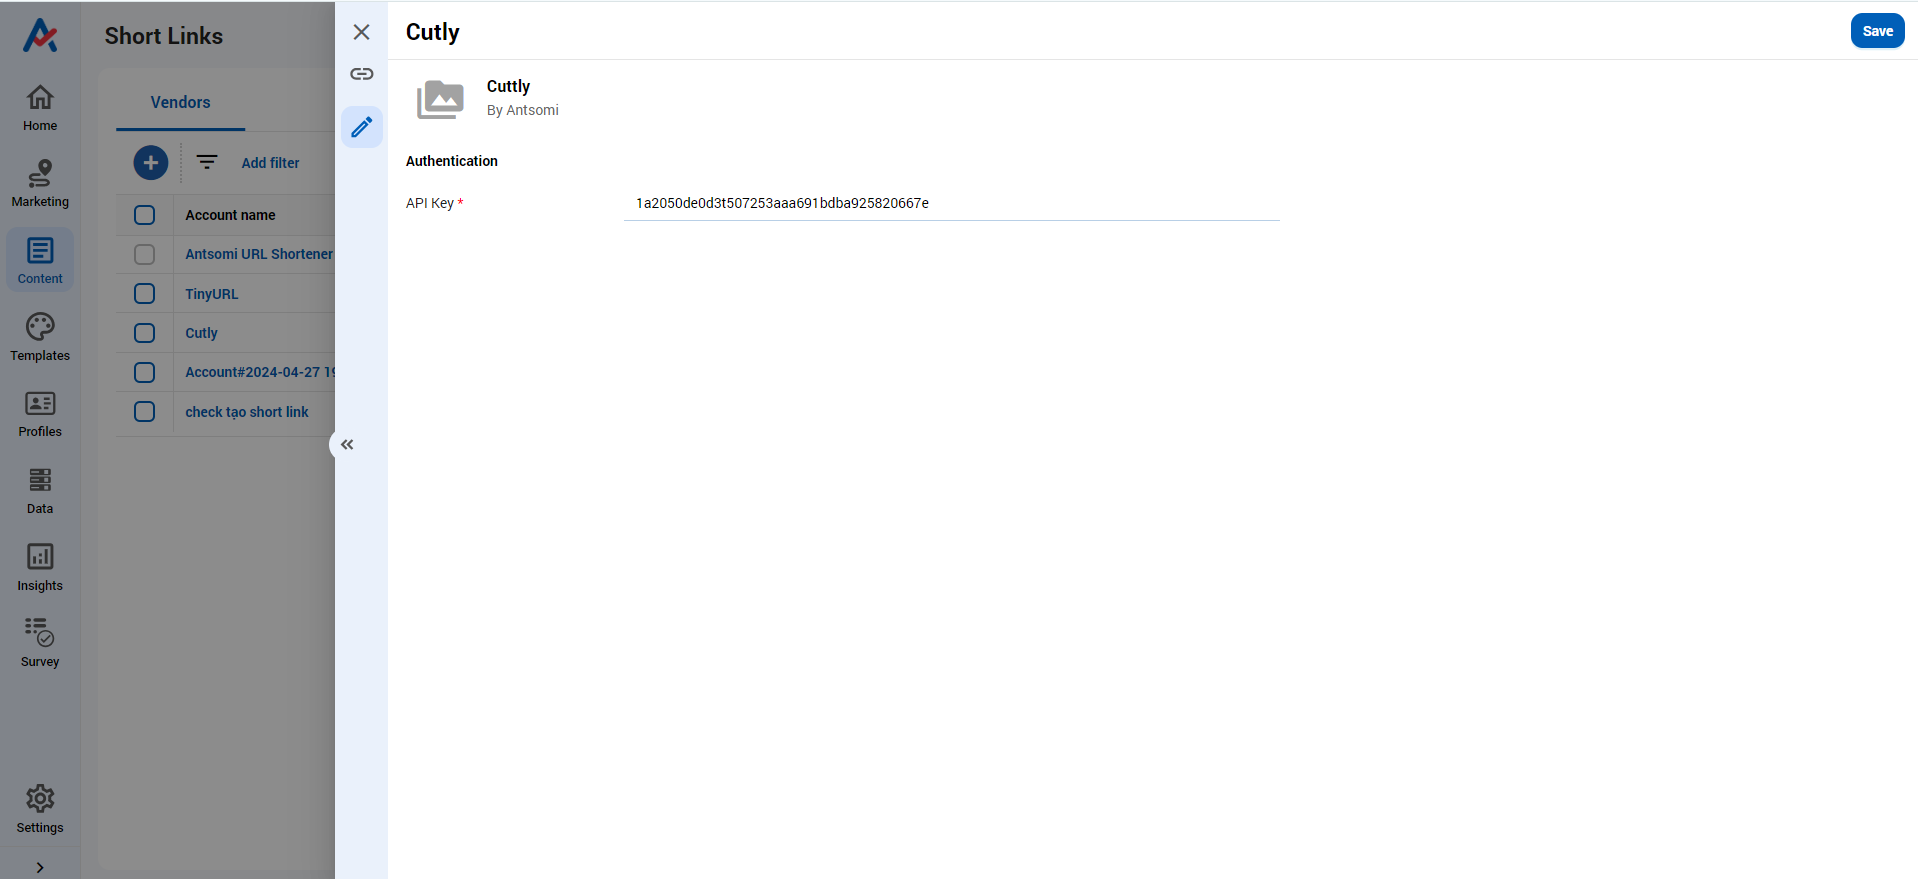 Short Links
Vendors
Add filter
Account name
Antsomi URL Shortener
TinyURL
Cutly
Account#2024-04-27 19
check tạo short link
Home
Marketing
Content
Templates
Profiles
Data
Insights
Survey
Settings
Cutly
Save
Cuttly
By Antsomi
Authentication
API Key *
1a2050de0d3t507253aaa691bdba925820667e